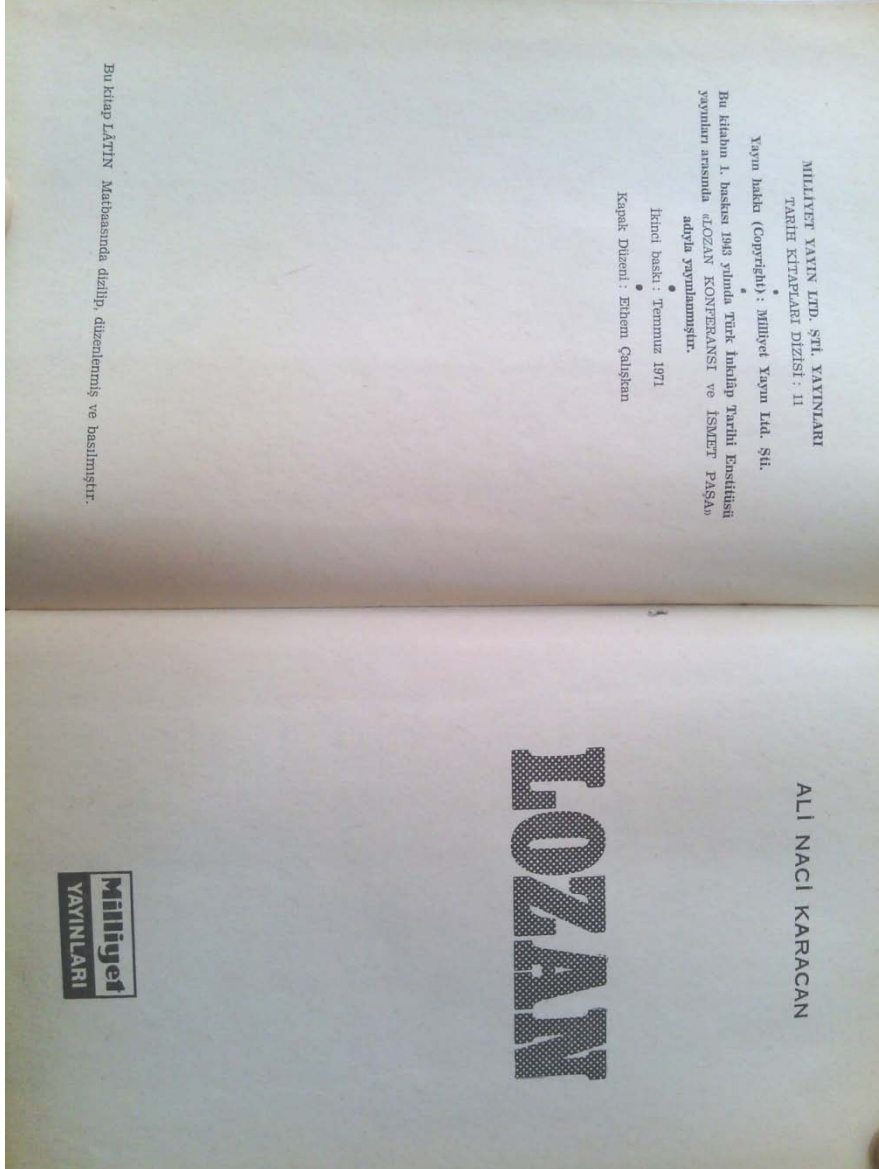 MİLLİYET YAYIN LTD. ŞTİ. YAYINLARI
TARİH KİTAPLARI DİZİSİ : 11
•
Yayın hakkı (Copyright) : Milliyet Yayın Ltd. Şti.
•
Bu kitabın 1. baskısı 1943 yılında Türk İnkılâp Tarihi Enstitüsü
yayınları arasında «LOZAN KONFERANSI ve İSMET PAŞA»
adıyla yayınlanmıştır.
•
İkinci baskı : Temmuz 1971
•
Kapak Düzeni : Ethem Çalışkan
Bu kitap LÂTİN Matbaasında dizilip, düzenlenmiş ve basılmıştır.
ALİ NACİ KARACAN
LOZAN
Milliyet
YAYINLARI